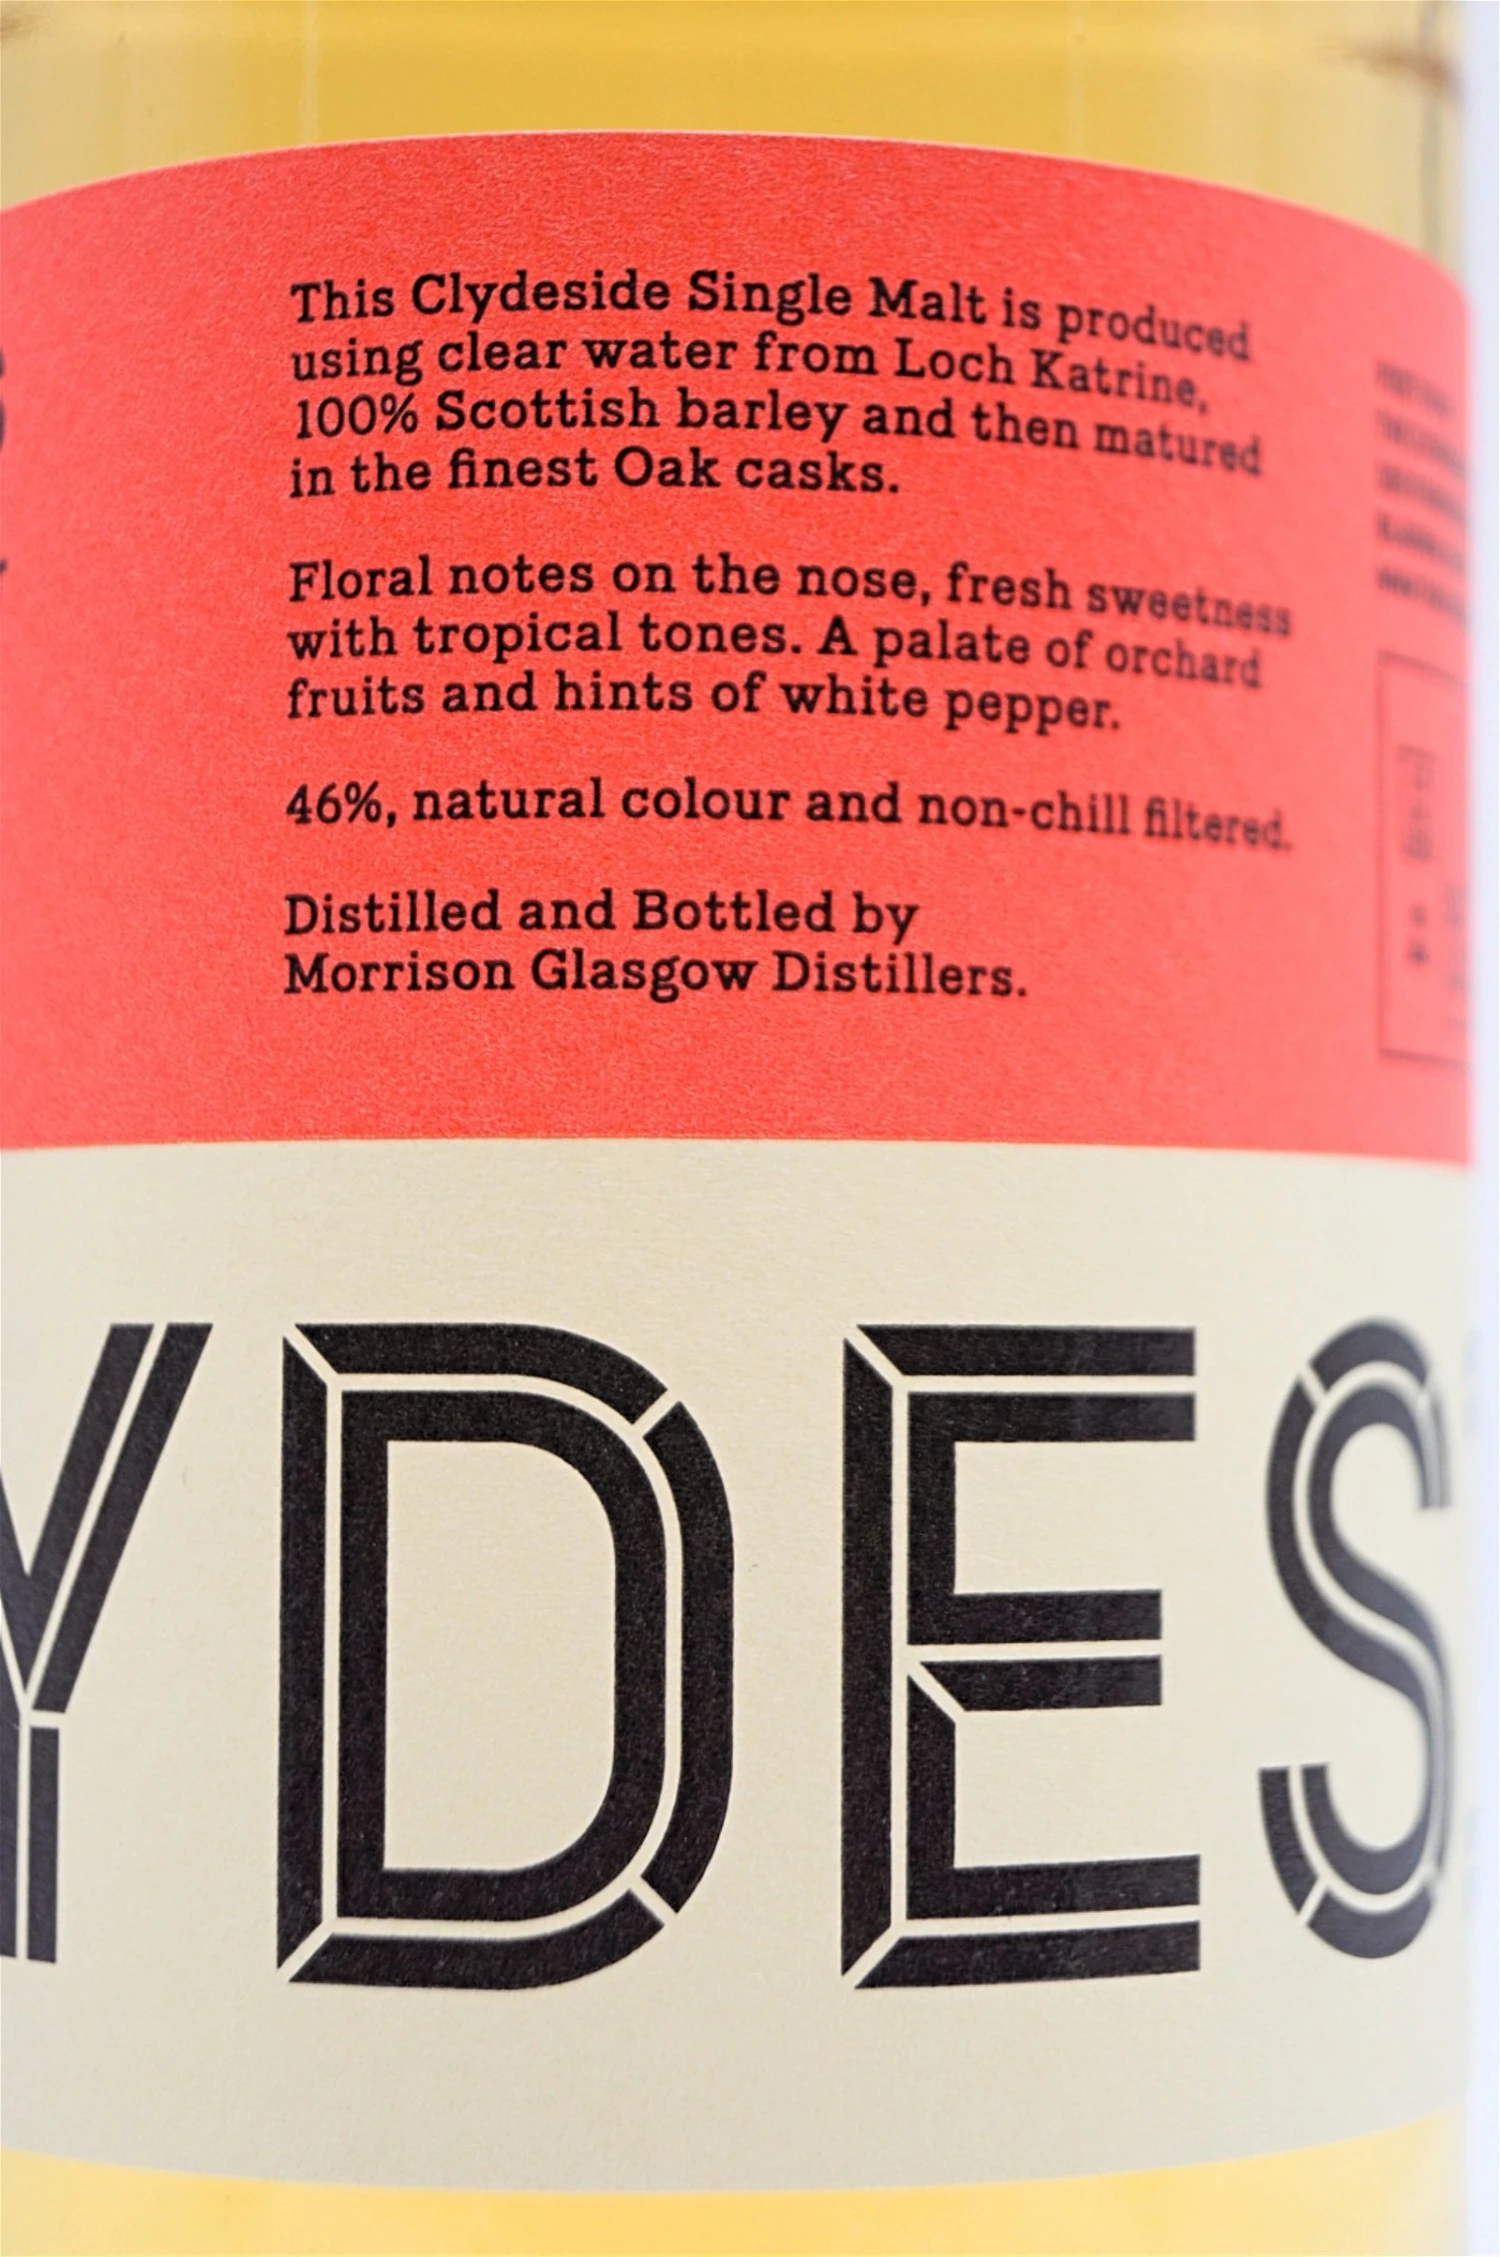 This Clydeside Single Malt is produced
using clear water from Loch Katrine,
100% Scottish barley and then matured
in the finest Oak casks.
Floral notes on the nose, fresh sweetness
with tropical tones. A palate of orchard
fruits and hints of white pepper.
46%, natural colour and non-chill filtered.
Distilled and Bottled by
Morrison Glasgow Distillers.
YDES